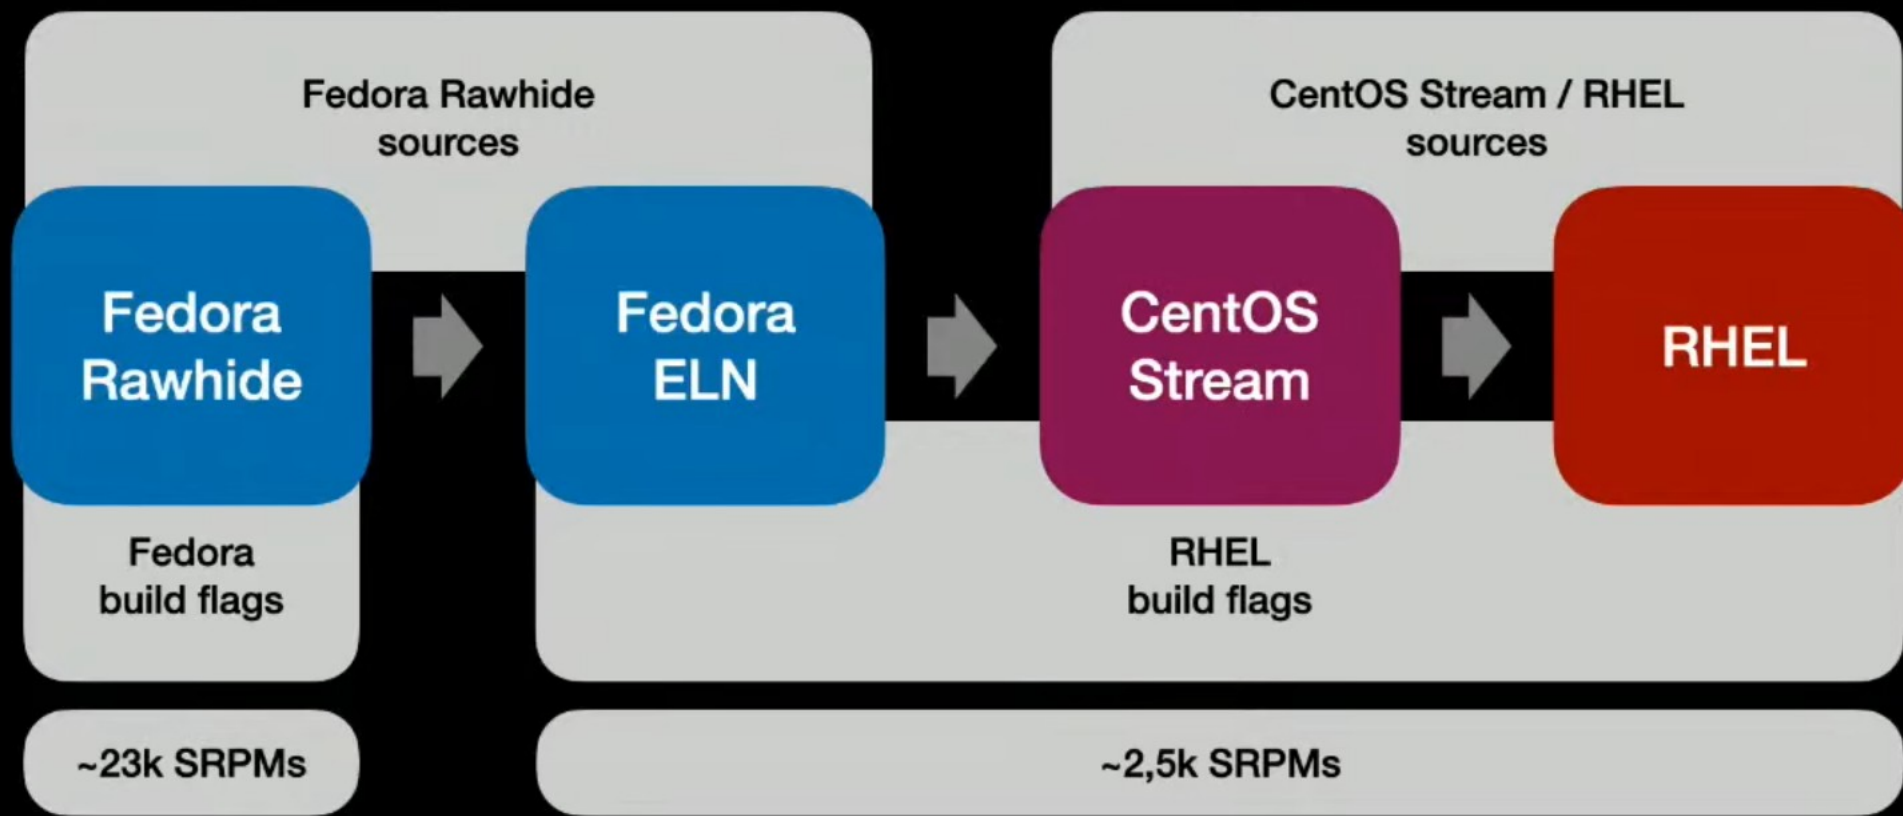 Fedora Rawhide
sources
CentOS Stream / RHEL
sources
Fedora
Rawhide
Fedora
ELN
CentOS
Stream
RHEL
Fedora
build flags
RHEL
build flags
~23k SRPMs
~2,5k SRPMs